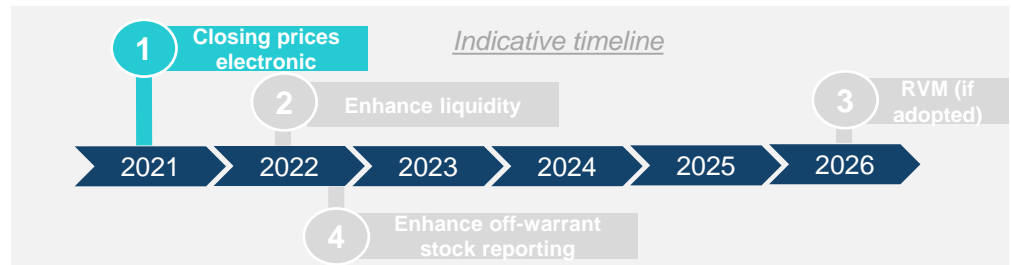 Indicative timeline
1
Closing prices
electronic
2
Enhance liquidity
3
RVM (if
adopted)
2021
2022
2023
2024
2025
2026
4
Enhance off-warrant
stock reporting